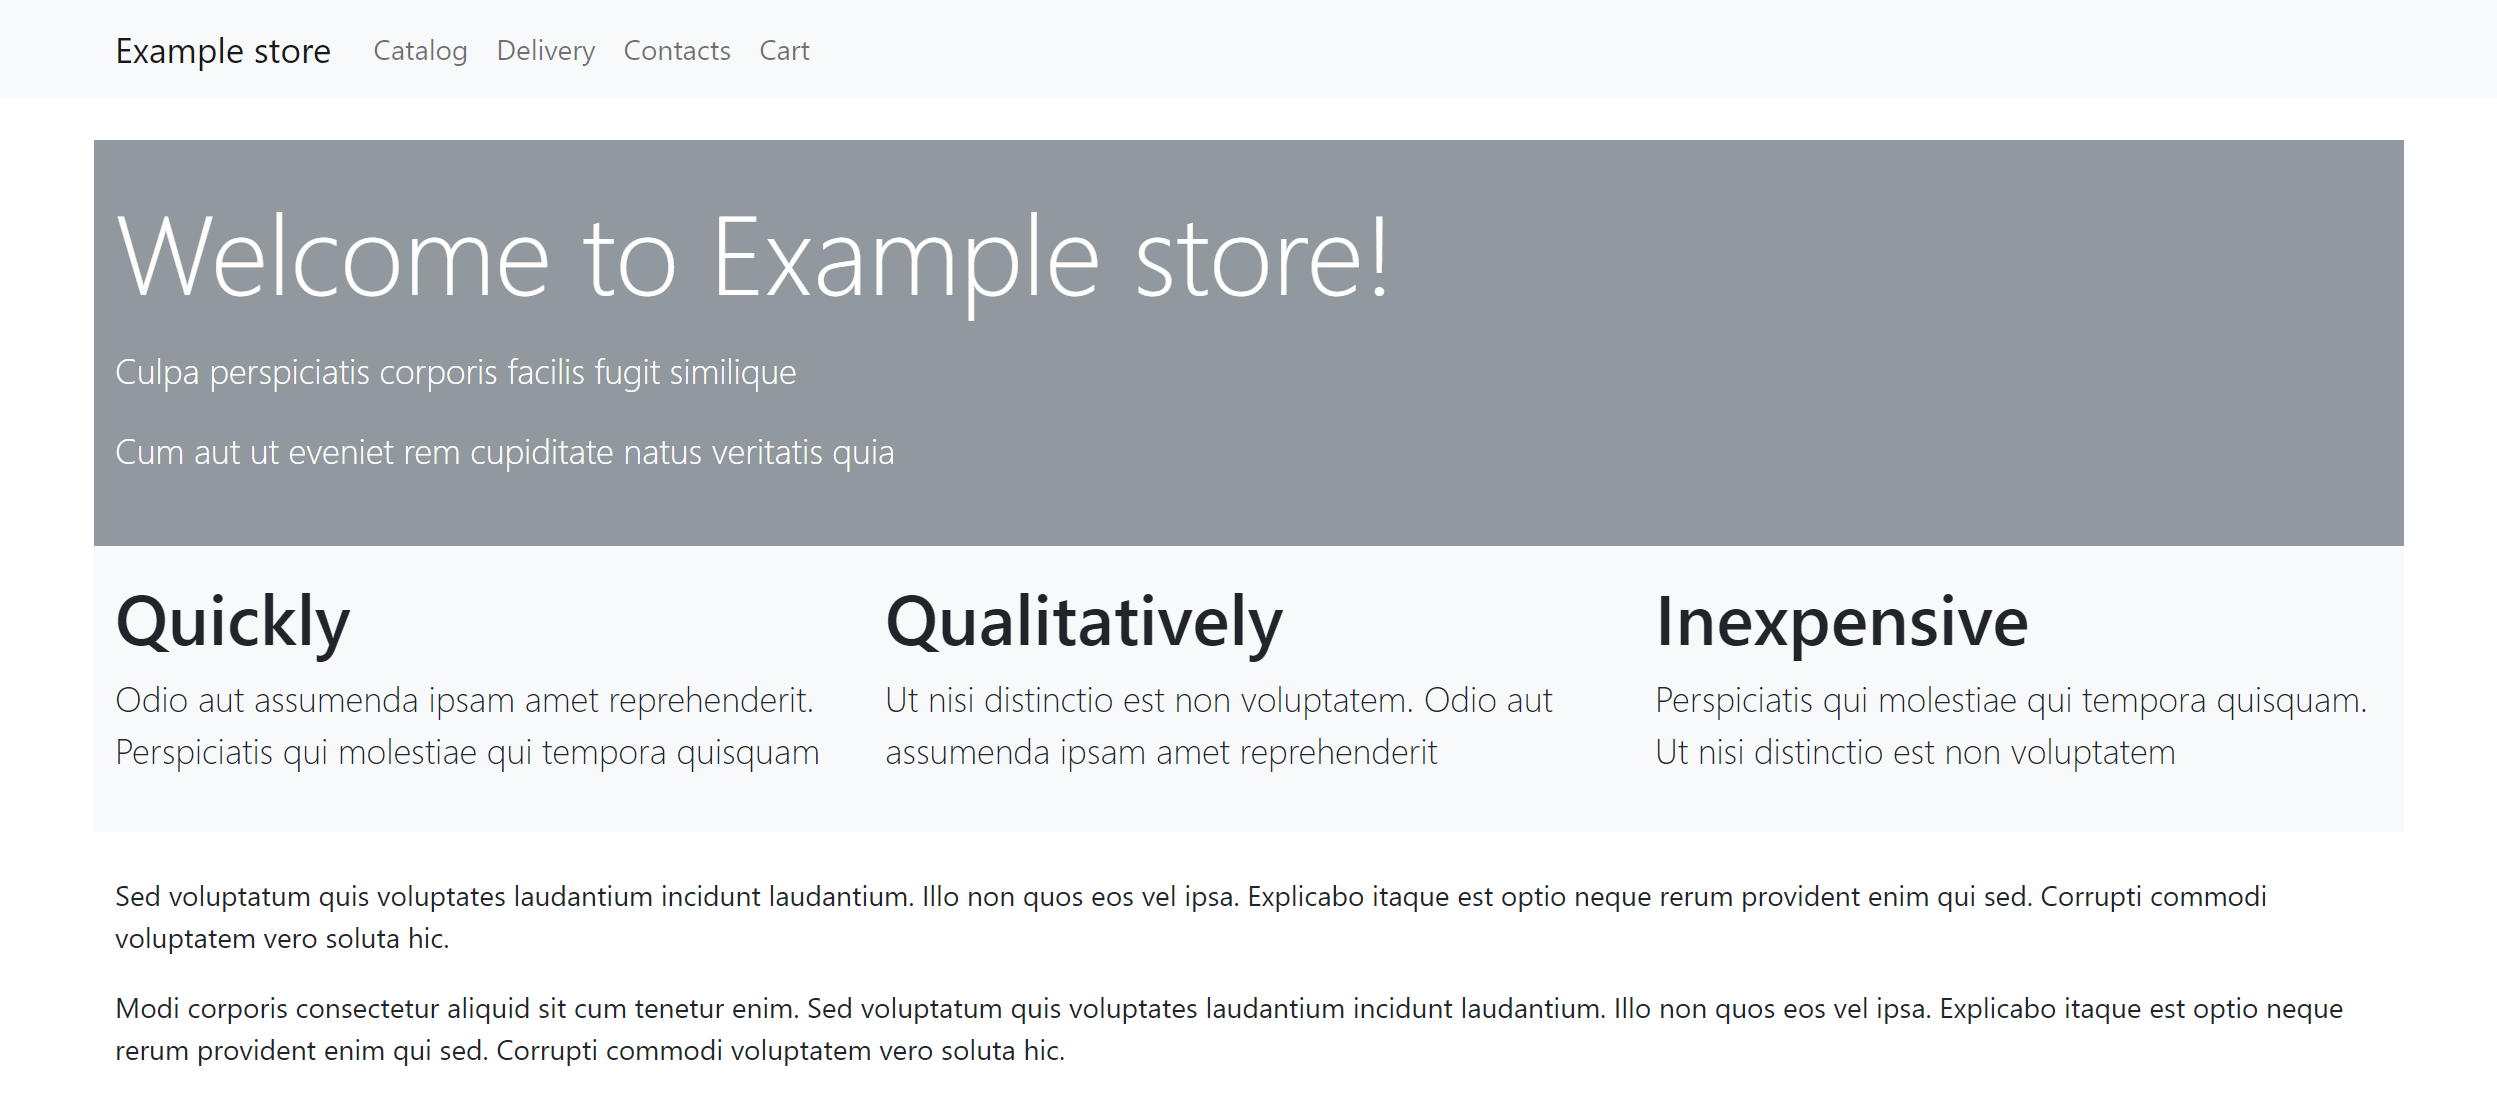 Example store Catalog Delivery Contacts Cart
Welcome to Example store!
Culpa perspiciatis corporis facilis fugit similique
Cum aut ut eveniet rem cupiditate natus veritatis quia
Quickly
Odio aut assumenda ipsam amet reprehenderit.
Perspiciatis qui molestiae qui tempora quisquam
Qualitatively
Ut nisi distinctio est non voluptatem. Odio aut
assumenda ipsam amet reprehenderit
Inexpensive
Perspiciatis qui molestiae qui tempora quisquam.
Ut nisi distinctio est non voluptatem
Sed voluptatum quis voluptates laudantium incidunt laudantium. Illo non quos eos vel ipsa. Explicabo itaque est optio neque rerum provident enim qui sed. Corrupti commodi
voluptatem vero soluta hic.
Modi corporis consectetur aliquid sit cum tenetur enim. Sed voluptatum quis voluptates laudantium incidunt laudantium. Illo non quos eos vel ipsa. Explicabo itaque est optio neque
rerum provident enim qui sed. Corrupti commodi voluptatem vero soluta hic.